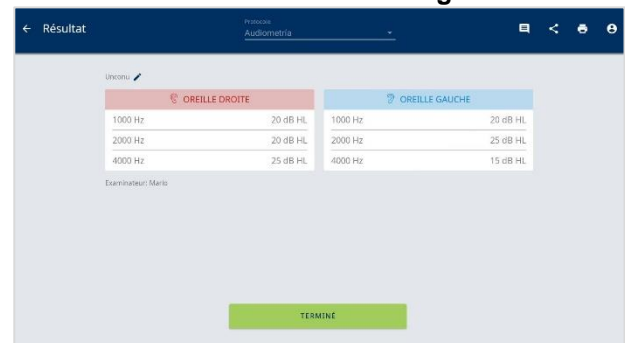 Résultat
Protocole
Audiometría
Unconu
OREILLE DROITE
1000 Hz 20 dB HL
2000 Hz 20 dB HL
4000 Hz 25 dB HL
OREILLE GAUCHE
1000 Hz 20 dB HL
2000 Hz 25 dB HL
4000 Hz 15 dB HL
Examinateur: Mario
TERMINÉ